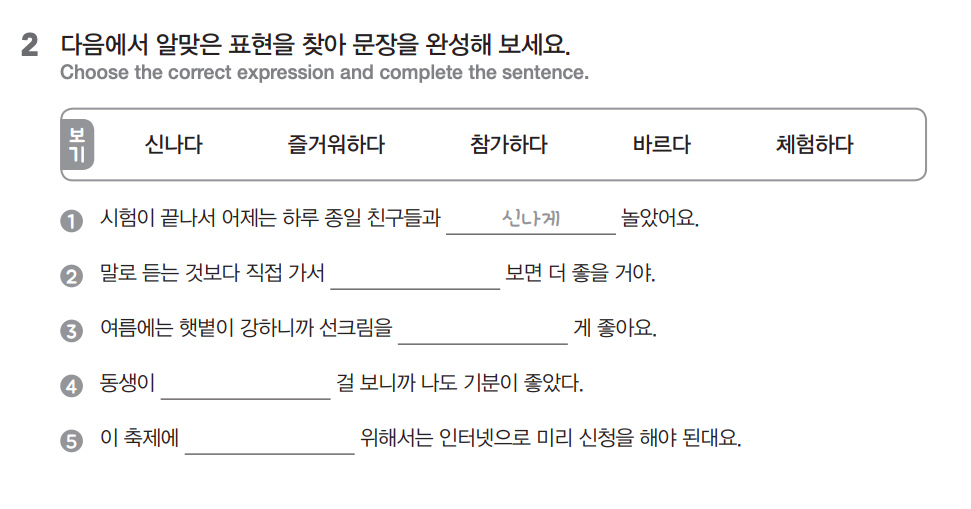 2 다음에서 알맞은 표현을 찾아 문장을 완성해 보세요.
Choose the correct expression and complete the sentence.
보기 신나다 즐거워하다 참가하다 바르다 체험하다
1 시험이 끝나서 어제는 하루 종일 친구들과 신나게 놀았어요.
2 말로 듣는 것보다 직접 가서 보면 더 좋을 거야.
3 여름에는 햇볕이 강하니까 선크림을 게 좋아요.
4 동생이 걸 보니까 나도 기분이 좋았다.
5 이 축제에 위해서는 인터넷으로 미리 신청을 해야 된대요.